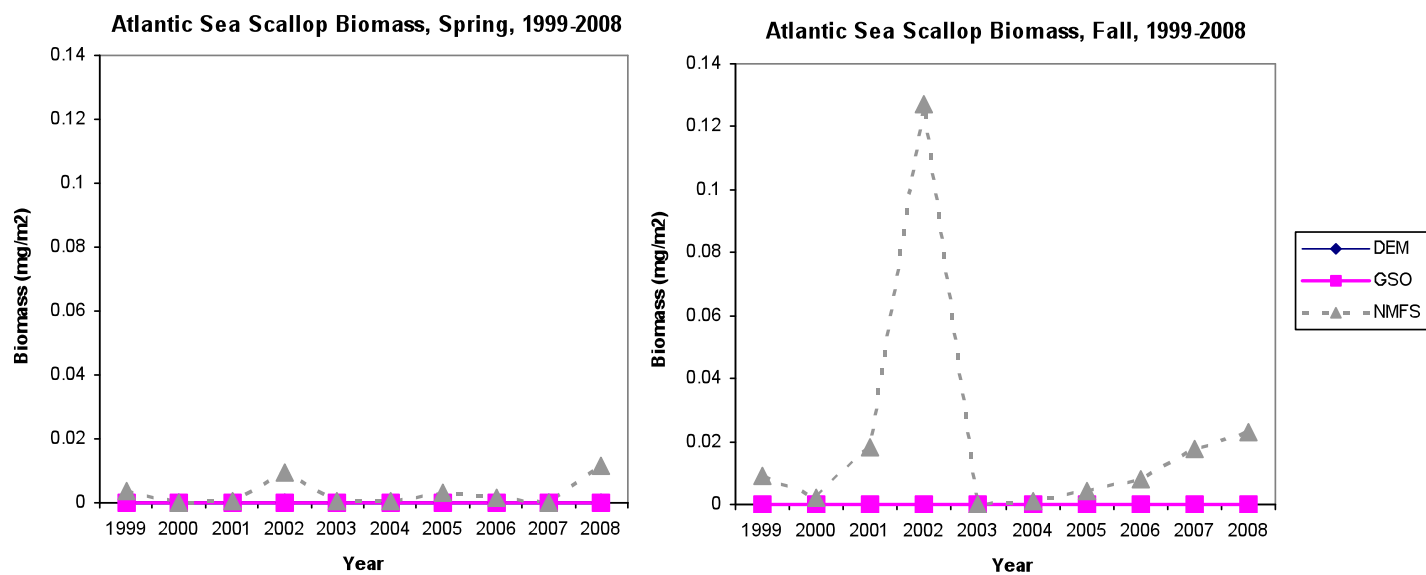 Atlantic Sea Scallop Biomass, Spring, 1999-2008
0.14
0.12
0.1
0.08
0.06
0.04
0.02
0
Biomass (mg/m2)
1999 2000 2001 2002 2003 2004 2005 2006 2007 2008
Year
Atlantic Sea Scallop Biomass, Fall, 1999-2008
0.14
0.12
0.1
0.08
0.06
0.04
0.02
0
Biomass (mg/m2)
1999 2000 2001 2002 2003 2004 2005 2006 2007 2008
Year
DEM
GSO
NMFS